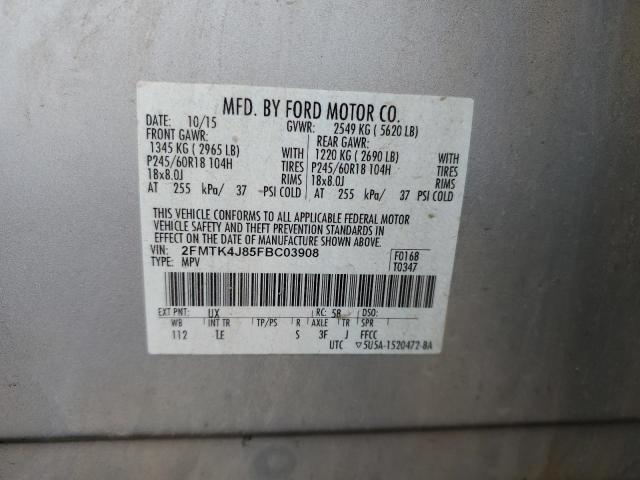 MFD. BY FORD MOTOR CO.
DATE: 10/15 GVWR: 2549 KG ( 5620 LB)
FRONT GAWR: REAR GAWR:
1345 KG ( 2965 LB) WITH 1220 KG ( 2690 LB) WITH
P245/60R18 104H TIRES P245/60R18 104H TIRES
18x8.0J RIMS 18x8.0J RIMS
AT 255 kPa/ 37 PSI COLD AT 255 kPa/ 37 PSI COLD
THIS VEHICLE CONFORMS TO ALL APPLICABLE FEDERAL MOTOR
VEHICLE SAFETY AND THEFT PREVENTION STANDARDS IN
EFFECT ON THE DATE OF MANUFACTURE SHOWN ABOVE.
VIN: 2FMTK4J85FBC03908 F0168
TYPE: MPV T0347
EXT PNT: UX RC: 58 DSO:
WB INT TR TP/PS R AXLE TR SPR
112 LE S 3F J FFCC
UTC ▽5U5A-1520472-BA